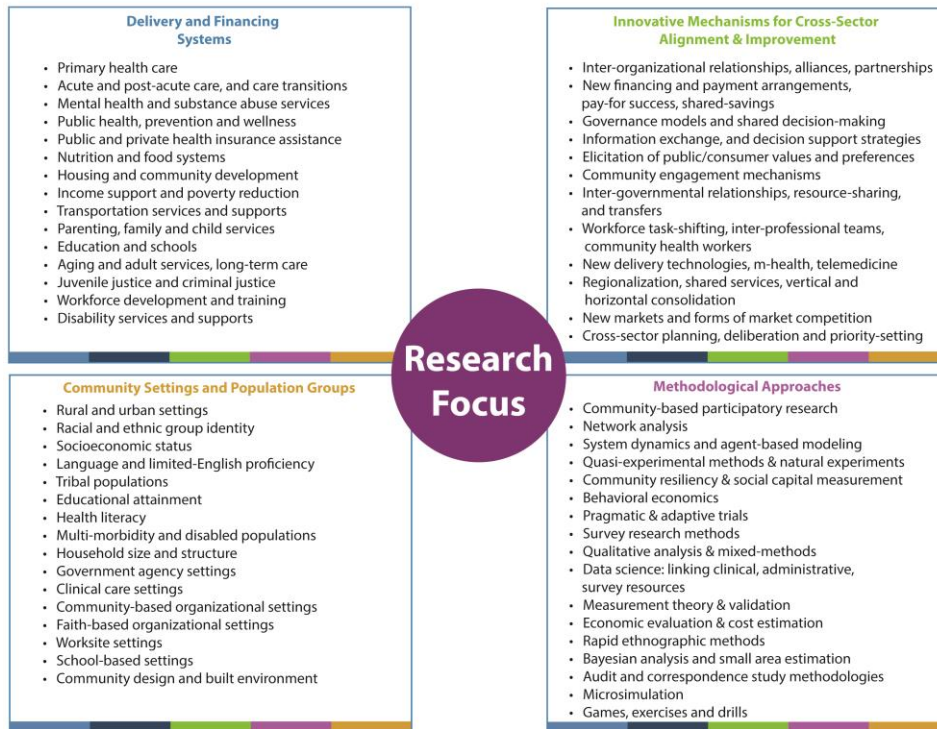 Delivery and Financing
Systems
• Primary health care
• Acute and post-acute care, and care transitions
• Mental health and substance abuse services
• Public health, prevention and wellness
• Public and private health insurance assistance
• Nutrition and food systems
• Housing and community development
• Income support and poverty reduction
• Transportation services and supports
• Parenting, family and child services
• Education and schools
• Aging and adult services, long-term care
• Juvenile justice and criminal justice
• Workforce development and training
• Disability services and supports
Innovative Mechanisms for Cross-Sector
Alignment & Improvement
• Inter-organizational relationships, alliances, partnerships
• New financing and payment arrangements,
pay-for success, shared-savings
• Governance models and shared decision-making
• Information exchange, and decision support strategies
• Elicitation of public/consumer values and preferences
• Community engagement mechanisms
• Inter-governmental relationships, resource-sharing,
and transfers
• Workforce task-shifting, inter-professional teams,
community health workers
• New delivery technologies, m-health, telemedicine
• Regionalization, shared services, vertical and
horizontal consolidation
• New markets and forms of market competition
• Cross-sector planning, deliberation and priority-setting
Research
Focus
Community Settings and Population Groups
• Rural and urban settings
• Racial and ethnic group identity
• Socioeconomic status
• Language and limited-English proficiency
• Tribal populations
• Educational attainment
• Health literacy
• Multi-morbidity and disabled populations
• Household size and structure
• Government agency settings
• Clinical care settings
• Community-based organizational settings
• Faith-based organizational settings
• Worksite settings
• School-based settings
• Community design and built environment
Methodological Approaches
• Community-based participatory research
• Network analysis
• System dynamics and agent-based modeling
• Quasi-experimental methods & natural experiments
• Community resiliency & social capital measurement
• Behavioral economics
• Pragmatic & adaptive trials
• Survey research methods
• Qualitative analysis & mixed-methods
• Data science: linking clinical, administrative,
survey resources
• Measurement theory & validation
• Economic evaluation & cost estimation
• Rapid ethnographic methods
• Bayesian analysis and small area estimation
• Audit and correspondence study methodologies
• Microsimulation
• Games, exercises and drills